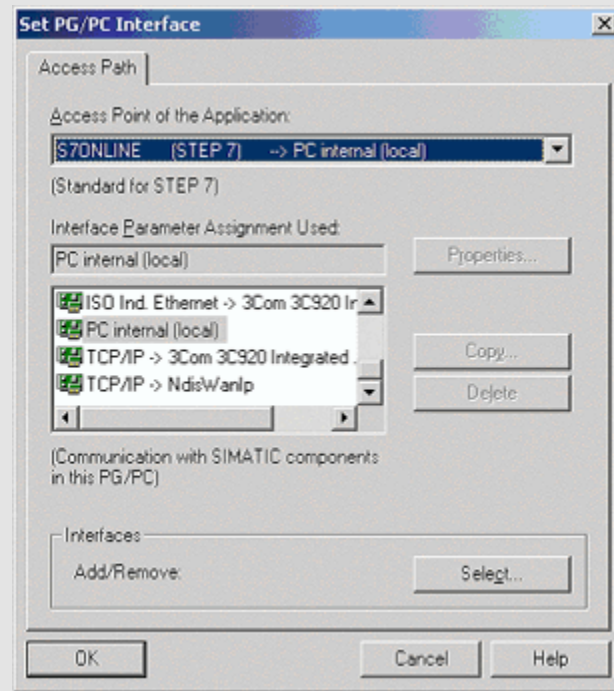 Set PG/PC Interface
Access Path
Access Point of the Application:
S7ONLINE (STEP 7) --> PC internal (local)
(Standard for STEP 7)
Interface Parameter Assignment Used:
PC internal (local)
Properties...
ISO Ind. Ethernet -> 3Com 3C920 Ir
PC internal (local)
TCP/IP -> 3Com 3C920 Integrated .
TCP/IP -> NdisWanIp
Copy...
Delete
(Communication with SIMATIC components
in this PG/PC)
Interfaces
Add/Remove:
Select...
OK
Cancel
Help